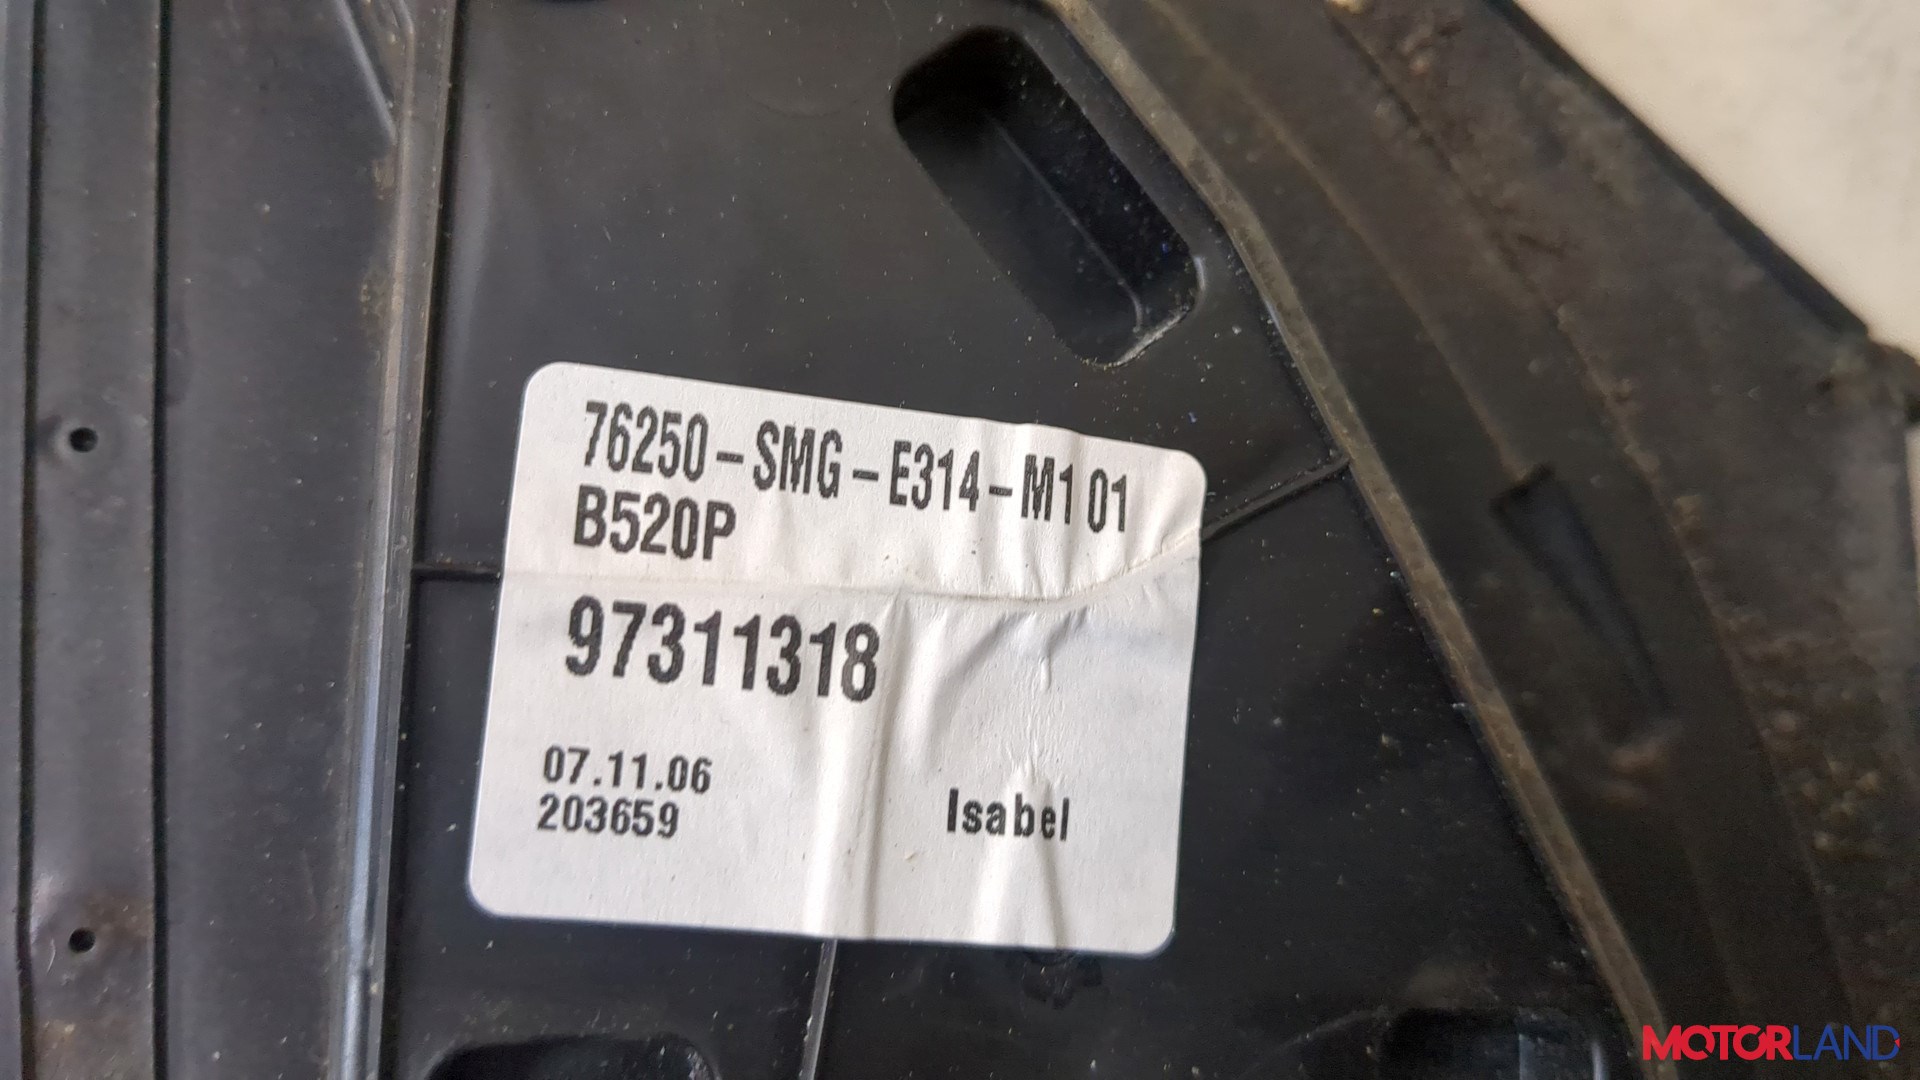 76250-SMG-E314-M1 01
B520P
97311318
07.11.06
203659
Isabel
MOTORLAND